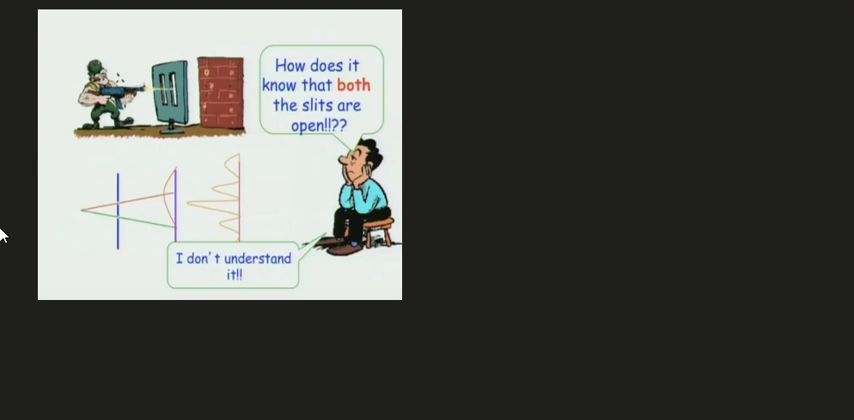 How does it
know that both
the slits are
open!!??
I don't understand
it!!